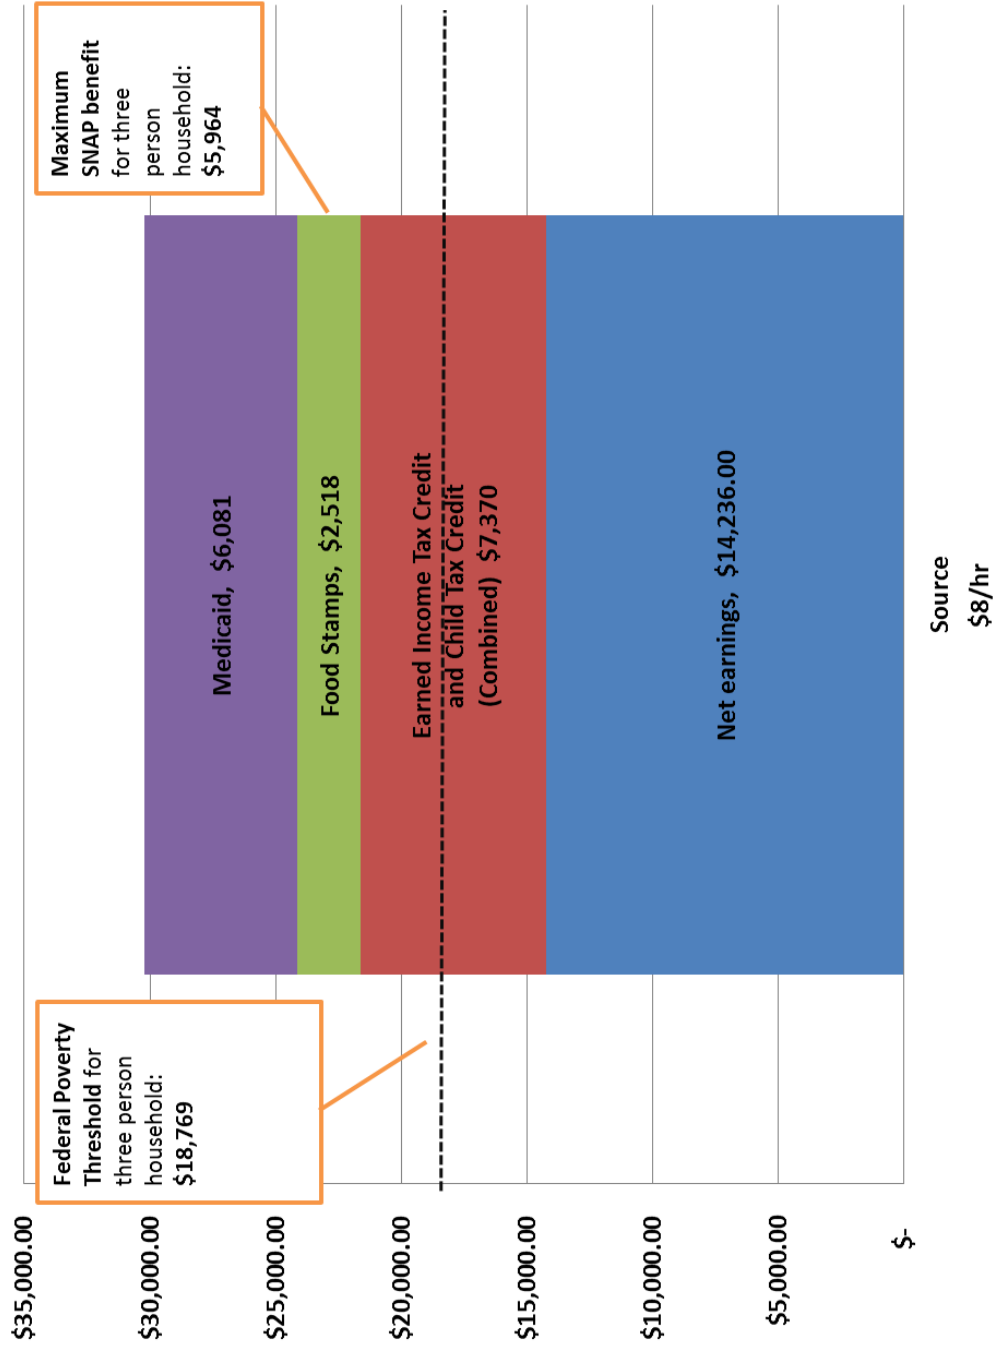 $35,000.00
$30,000.00
$25,000.00
$20,000.00
$15,000.00
$10,000.00
$5,000.00
$-
Federal Poverty
Threshold for
three person
household:
$18,769
Maximum
SNAP benefit
for three
person
household:
$5,964
Medicaid, $6,081
Food Stamps, $2,518
Earned Income Tax Credit
and Child Tax Credit
(Combined) $7,370
Net earnings, $14,236.00
Source
$8/hr